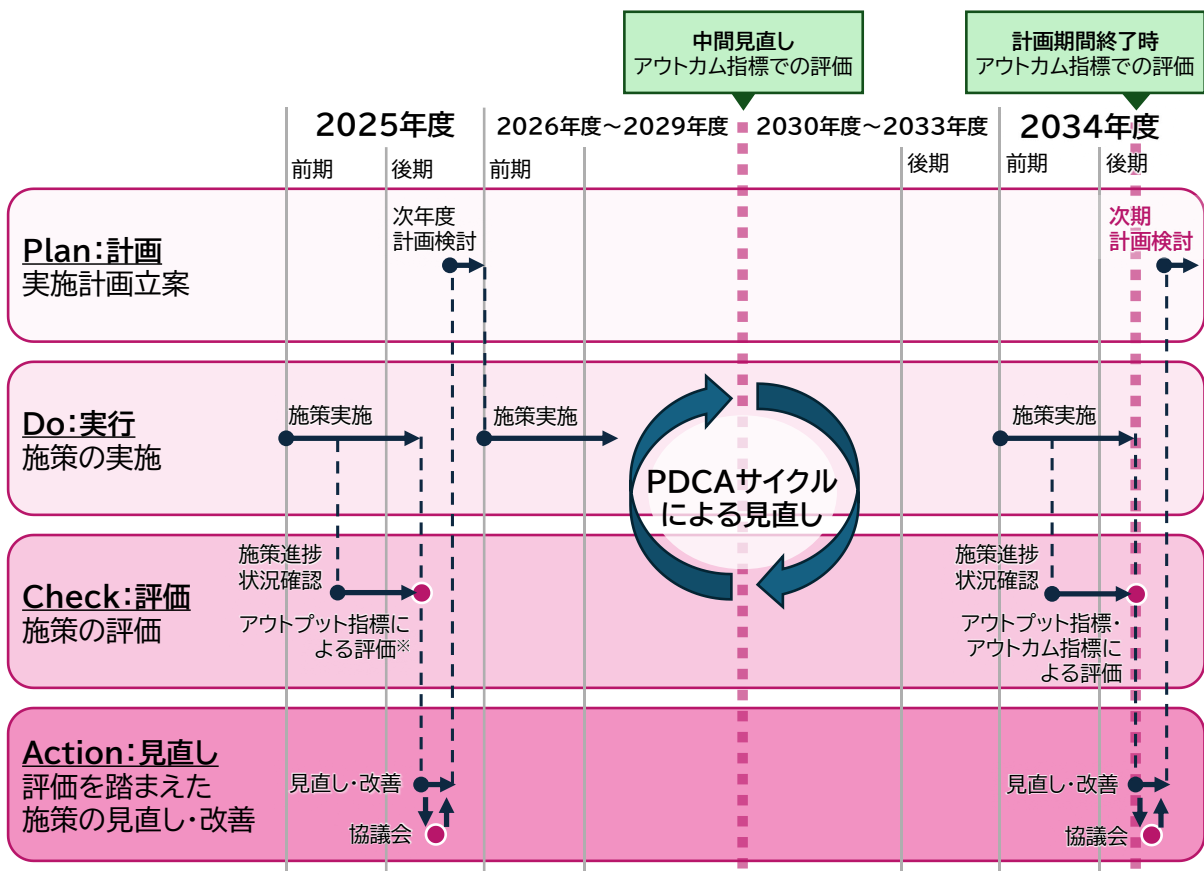 中間見直し
アウトカム指標での評価
計画期間終了時
アウトカム指標での評価
2025年度
2026年度～2029年度
2030年度～2033年度
2034年度
前期
後期
前期
後期
前期
後期
Plan：計画
実施計画立案
次年度
計画検討
次期
計画検討
Do：実行
施策の実施
施策実施
施策実施
施策実施
PDCAサイクル
による見直し
Check：評価
施策の評価
施策進捗
状況確認
アウトプット指標に
よる評価※
施策進捗
状況確認
アウトプット指標・
アウトカム指標に
よる評価
Action：見直し
評価を踏まえた
施策の見直し・改善
見直し・改善
協議会
見直し・改善
協議会